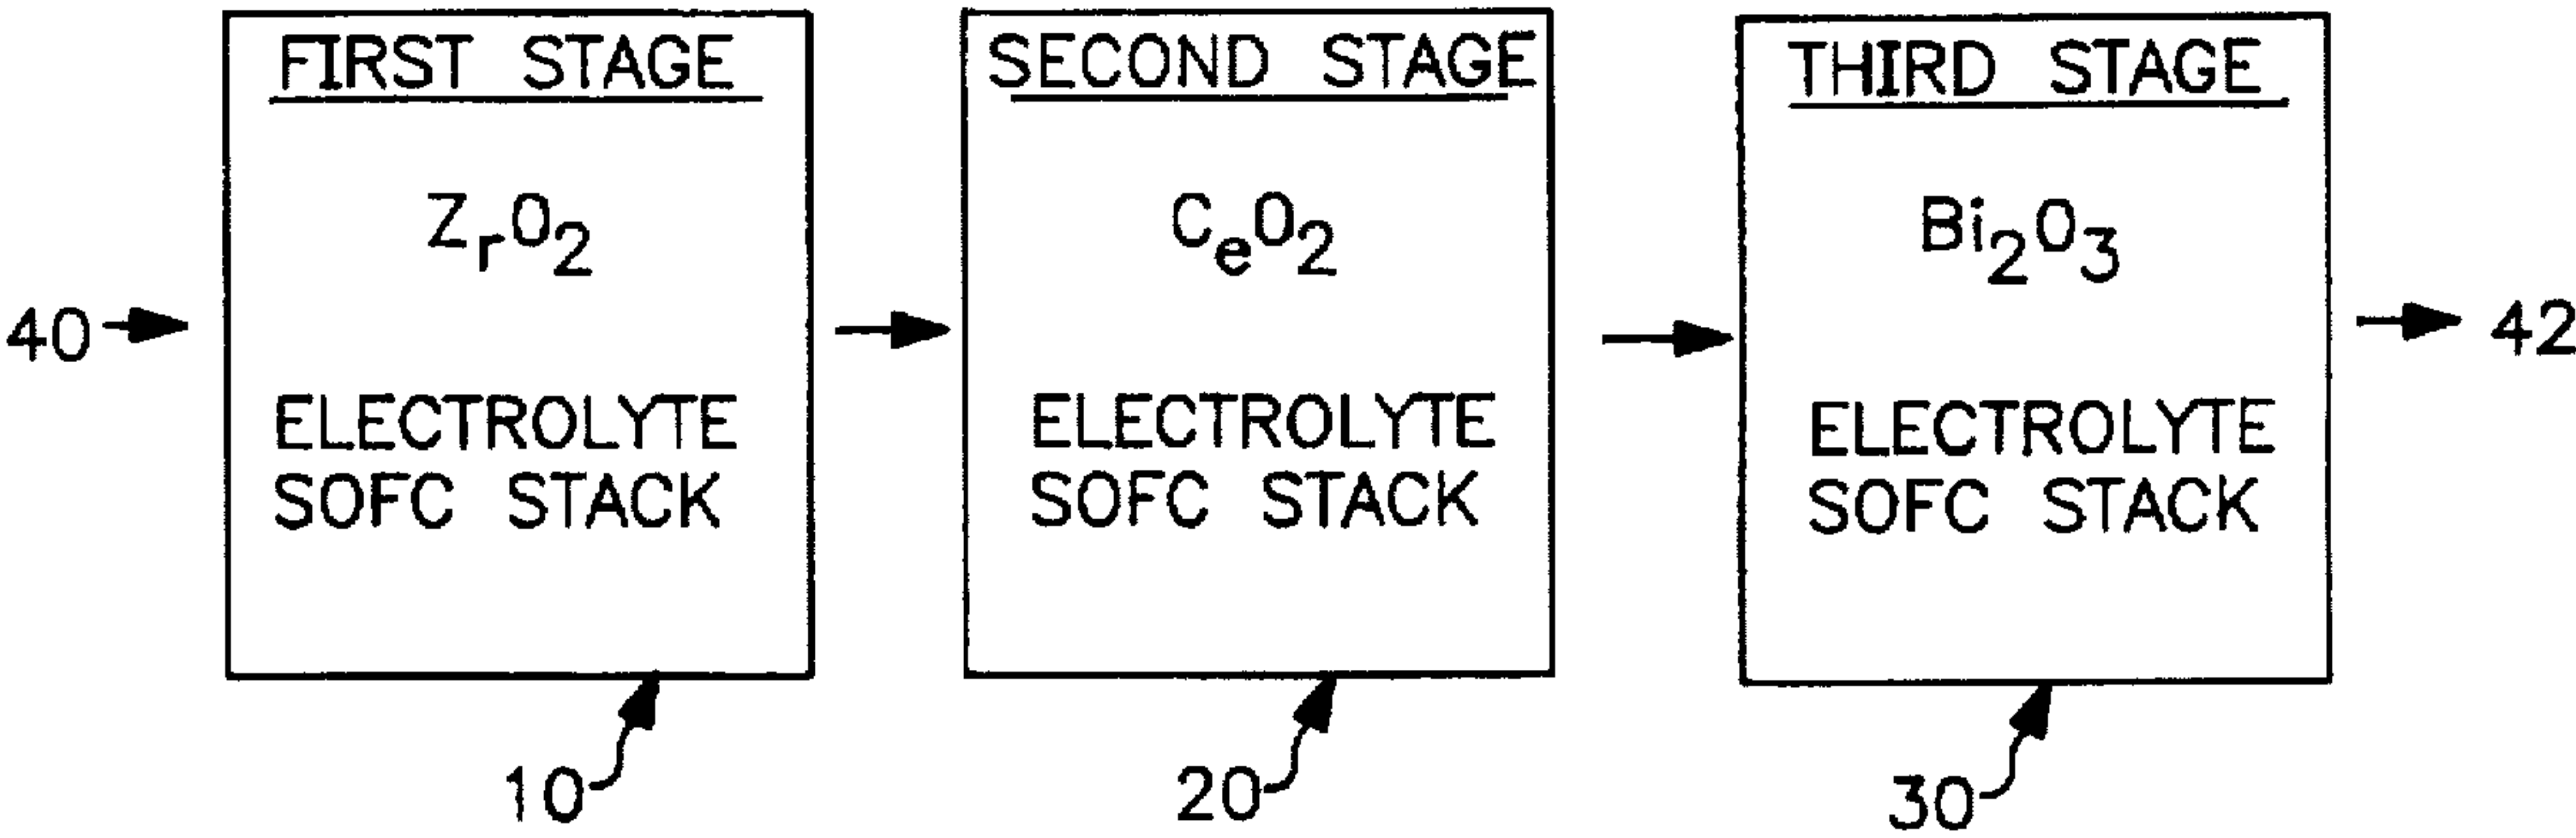 FIRST STAGE
ZrO2
ELECTROLYTE
SOFC STACK
10
SECOND STAGE
CeO2
ELECTROLYTE
SOFC STACK
20
THIRD STAGE
Bi2O3
ELECTROLYTE
SOFC STACK
30
40
42